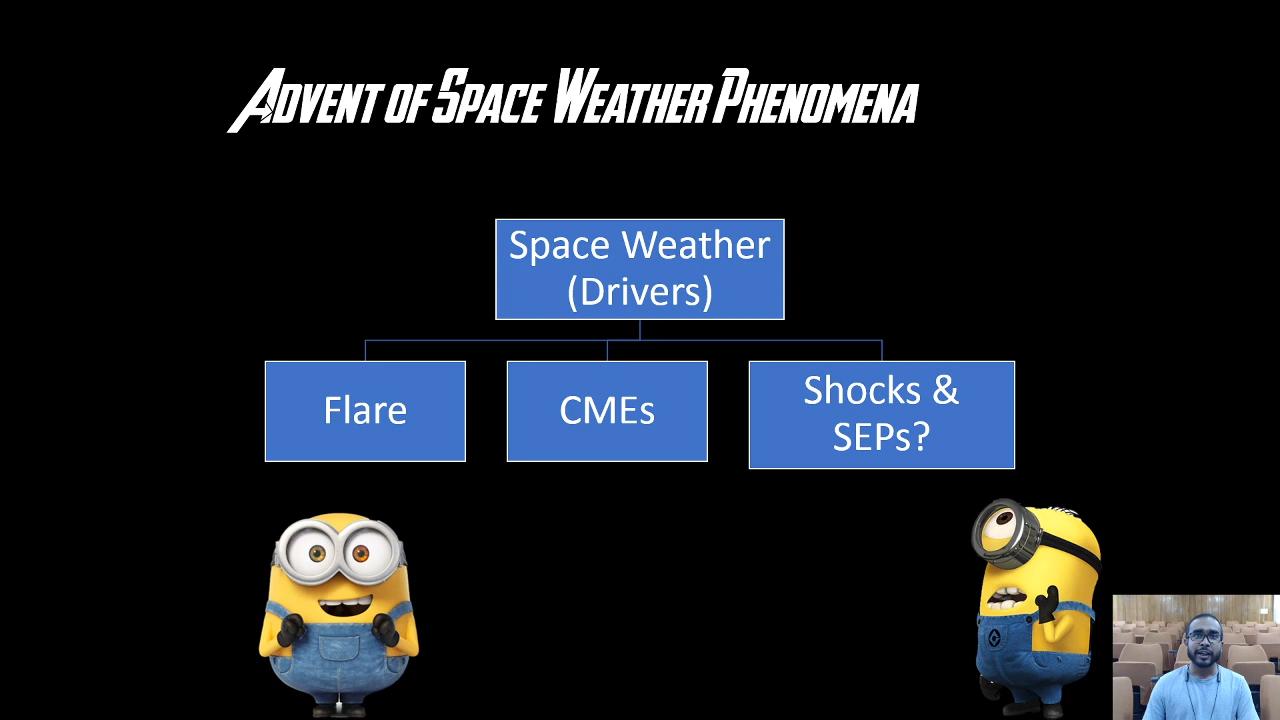 Advent of Space Weather Phenomena
Space Weather
(Drivers)
Flare
CMEs
Shocks &
SEPs?